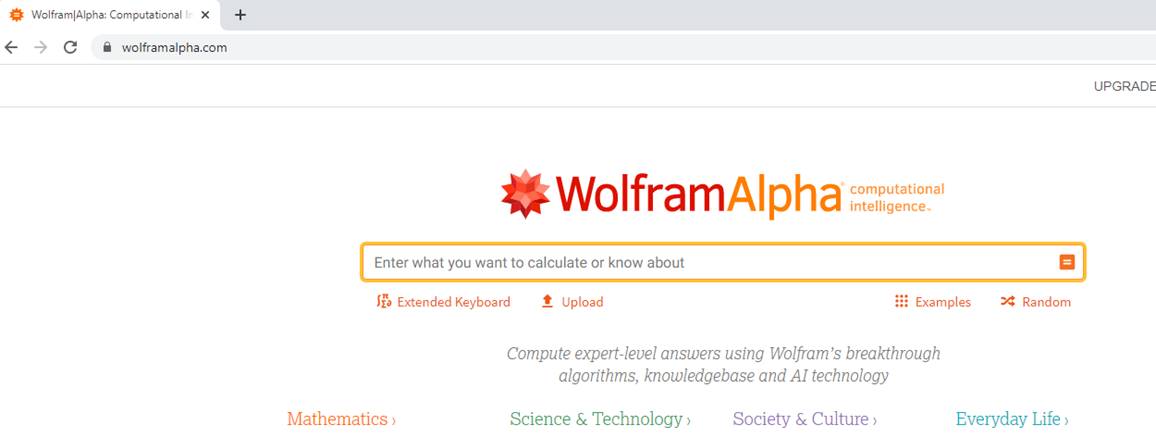 Wolfram|Alpha: Computational In
wolframalpha.com
UPGRADE
WolframAlpha computational intelligence™
Enter what you want to calculate or know about
Extended Keyboard Upload Examples Random
Compute expert-level answers using Wolfram's breakthrough
algorithms, knowledgebase and AI technology
Mathematics › Science & Technology › Society & Culture › Everyday Life ›